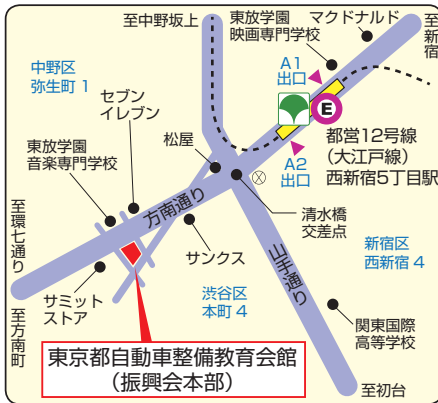 至中野坂上
東放学園
映画専門学校
マクドナルド
至新宿
中野区
弥生町 1
A1
出口
E
セブン
イレブン
都営12号線
(大江戸線)
西新宿5丁目駅
東放学園
音楽専門学校
松屋
A2
出口
方南通り
清水橋
交差点
至環七通り
サンクス
山手通り
新宿区
西新宿 4
サミット
ストア
渋谷区
本町 4
至方南町
関東国際
高等学校
東京都自動車整備教育会館
(振興会本部)
至初台